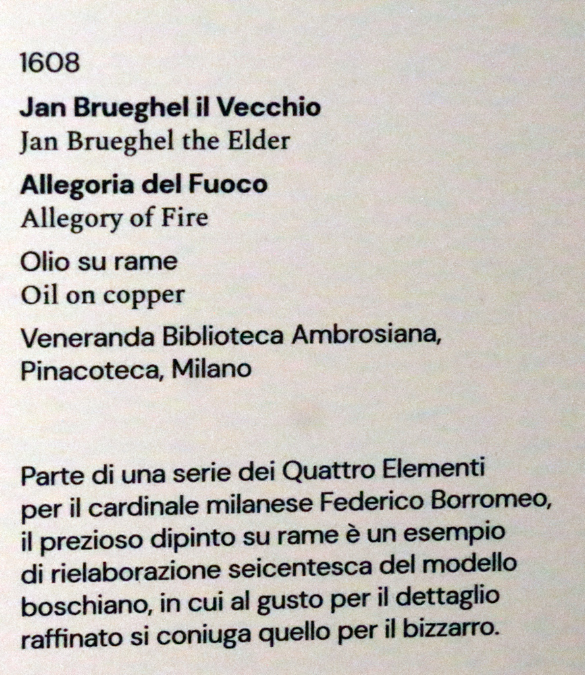 1608
Jan Brueghel il Vecchio
Jan Brueghel the Elder
Allegoria del Fuoco
Allegory of Fire
Olio su rame
Oil on copper
Veneranda Biblioteca Ambrosiana,
Pinacoteca, Milano
Parte di una serie dei Quattro Elementi
per il cardinale milanese Federico Borromeo,
il prezioso dipinto su rame è un esempio
di rielaborazione seicentesca del modello
boschiano, in cui al gusto per il dettaglio
raffinato si coniuga quello per il bizzarro.